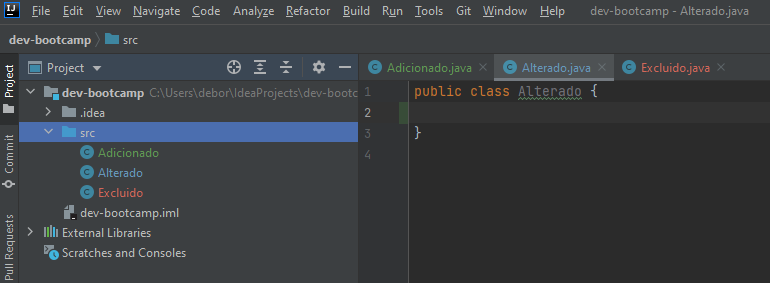 IJ File Edit View Navigate Code Analyze Refactor Build Run Tools Git Window Help dev-bootcamp - Alterado.java
dev-bootcamp src
Project
Adicionado.java Alterado.java Excluido.java
dev-bootcamp C:\Users\debor\IdeaProjects\dev-bootc
.idea
src
Adicionado
Alterado
Excluido
dev-bootcamp.iml
External Libraries
Scratches and Consoles
1 public class Alterado {
2
3 }
4
Project
Commit
Pull Requests